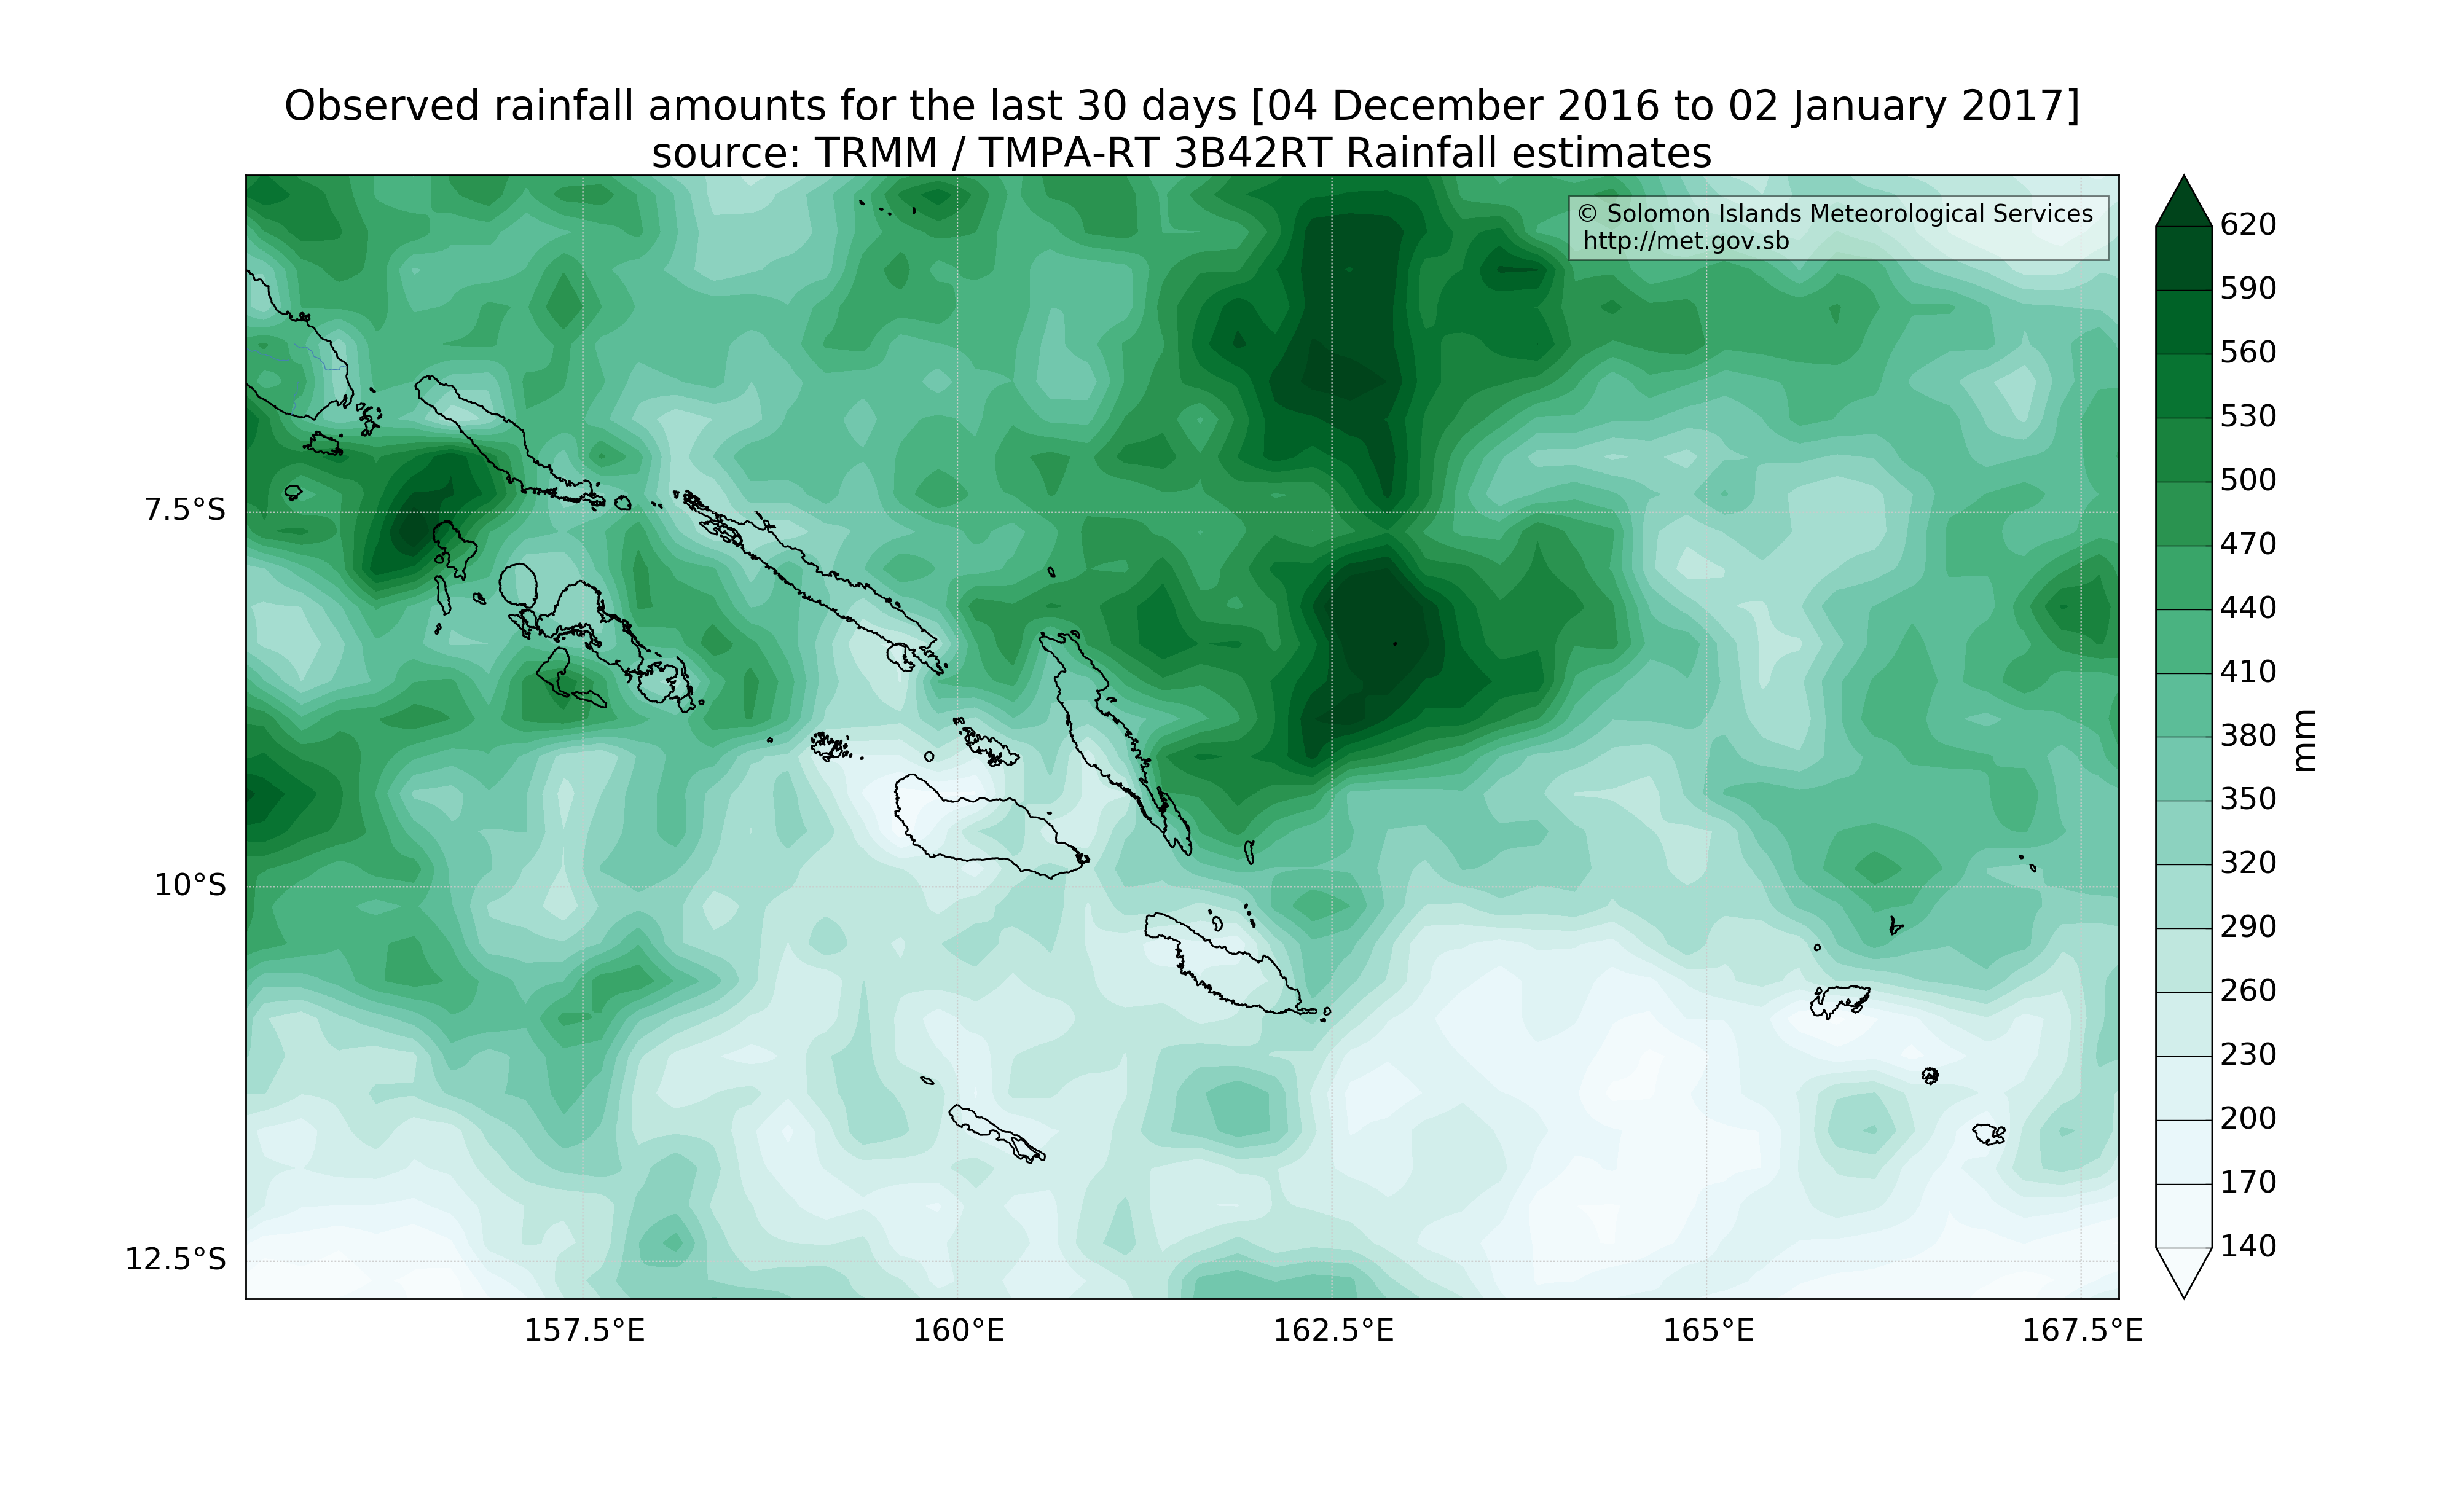 Observed rainfall amounts for the last 30 days [04 December 2016 to 02 January 2017]
source: TRMM / TMPA-RT 3B42RT Rainfall estimates
© Solomon Islands Meteorological Services
http://met.gov.sb
7.5°S
10°S
12.5°S
157.5°E
160°E
162.5°E
165°E
167.5°E
620
590
560
530
500
470
440
410
380
350
320
290
260
230
200
170
140
mm